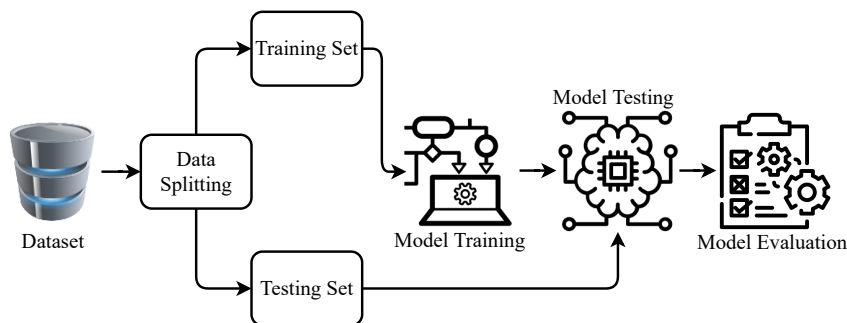 Training Set
Model Testing
Data
Splitting
Dataset
Model Training
Model Evaluation
Testing Set